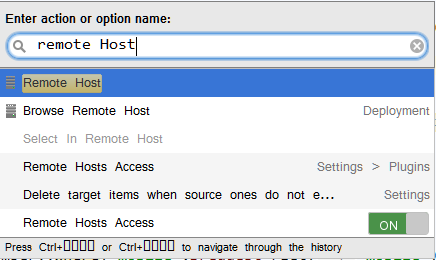 Enter action or option name:
remote Host
Remote Host
Browse Remote Host Deployment
Select In Remote Host
Remote Hosts Access Settings > Plugins
Delete target items when source ones do not e... Settings
Remote Hosts Access ON
Press Ctrl+▯▯▯▯ or Ctrl+▯▯▯▯ to navigate through the history